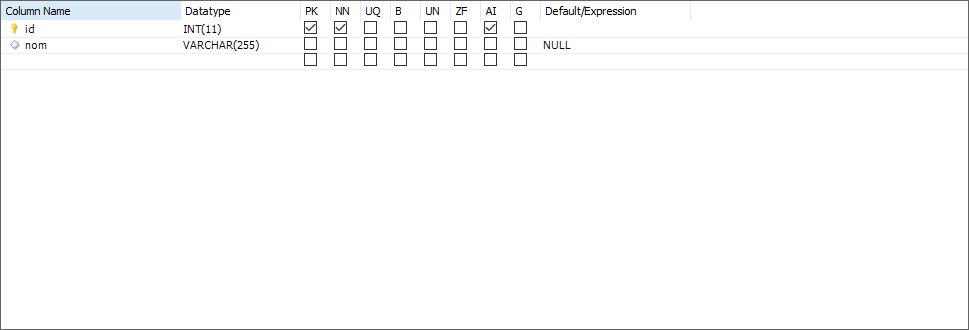 Column Name Datatype PK NN UQ B UN ZF AI G Default/Expression
id INT(11)
nom VARCHAR(255) NULL